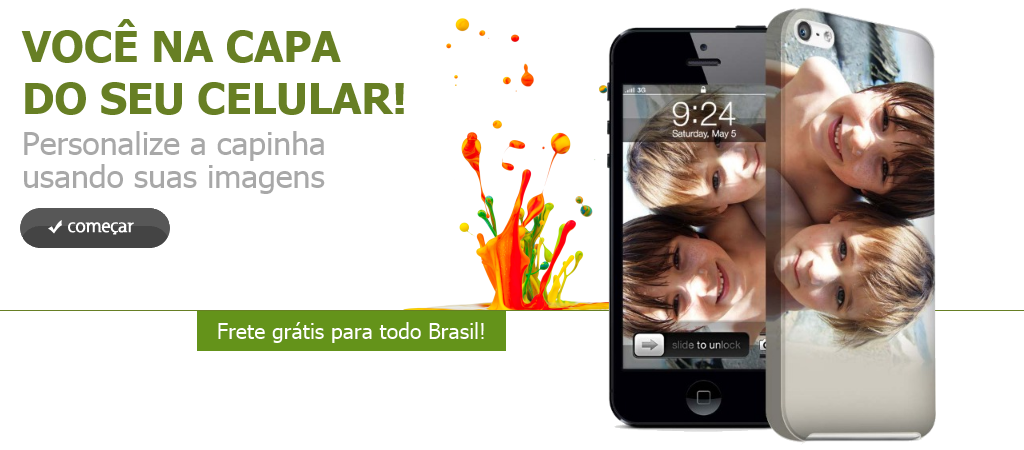 VOCÊ NA CAPA
DO SEU CELULAR!
Personalize a capinha
usando suas imagens
começar
Frete grátis para todo Brasil!
3G
9:24
Saturday, May 5
slide to unlock